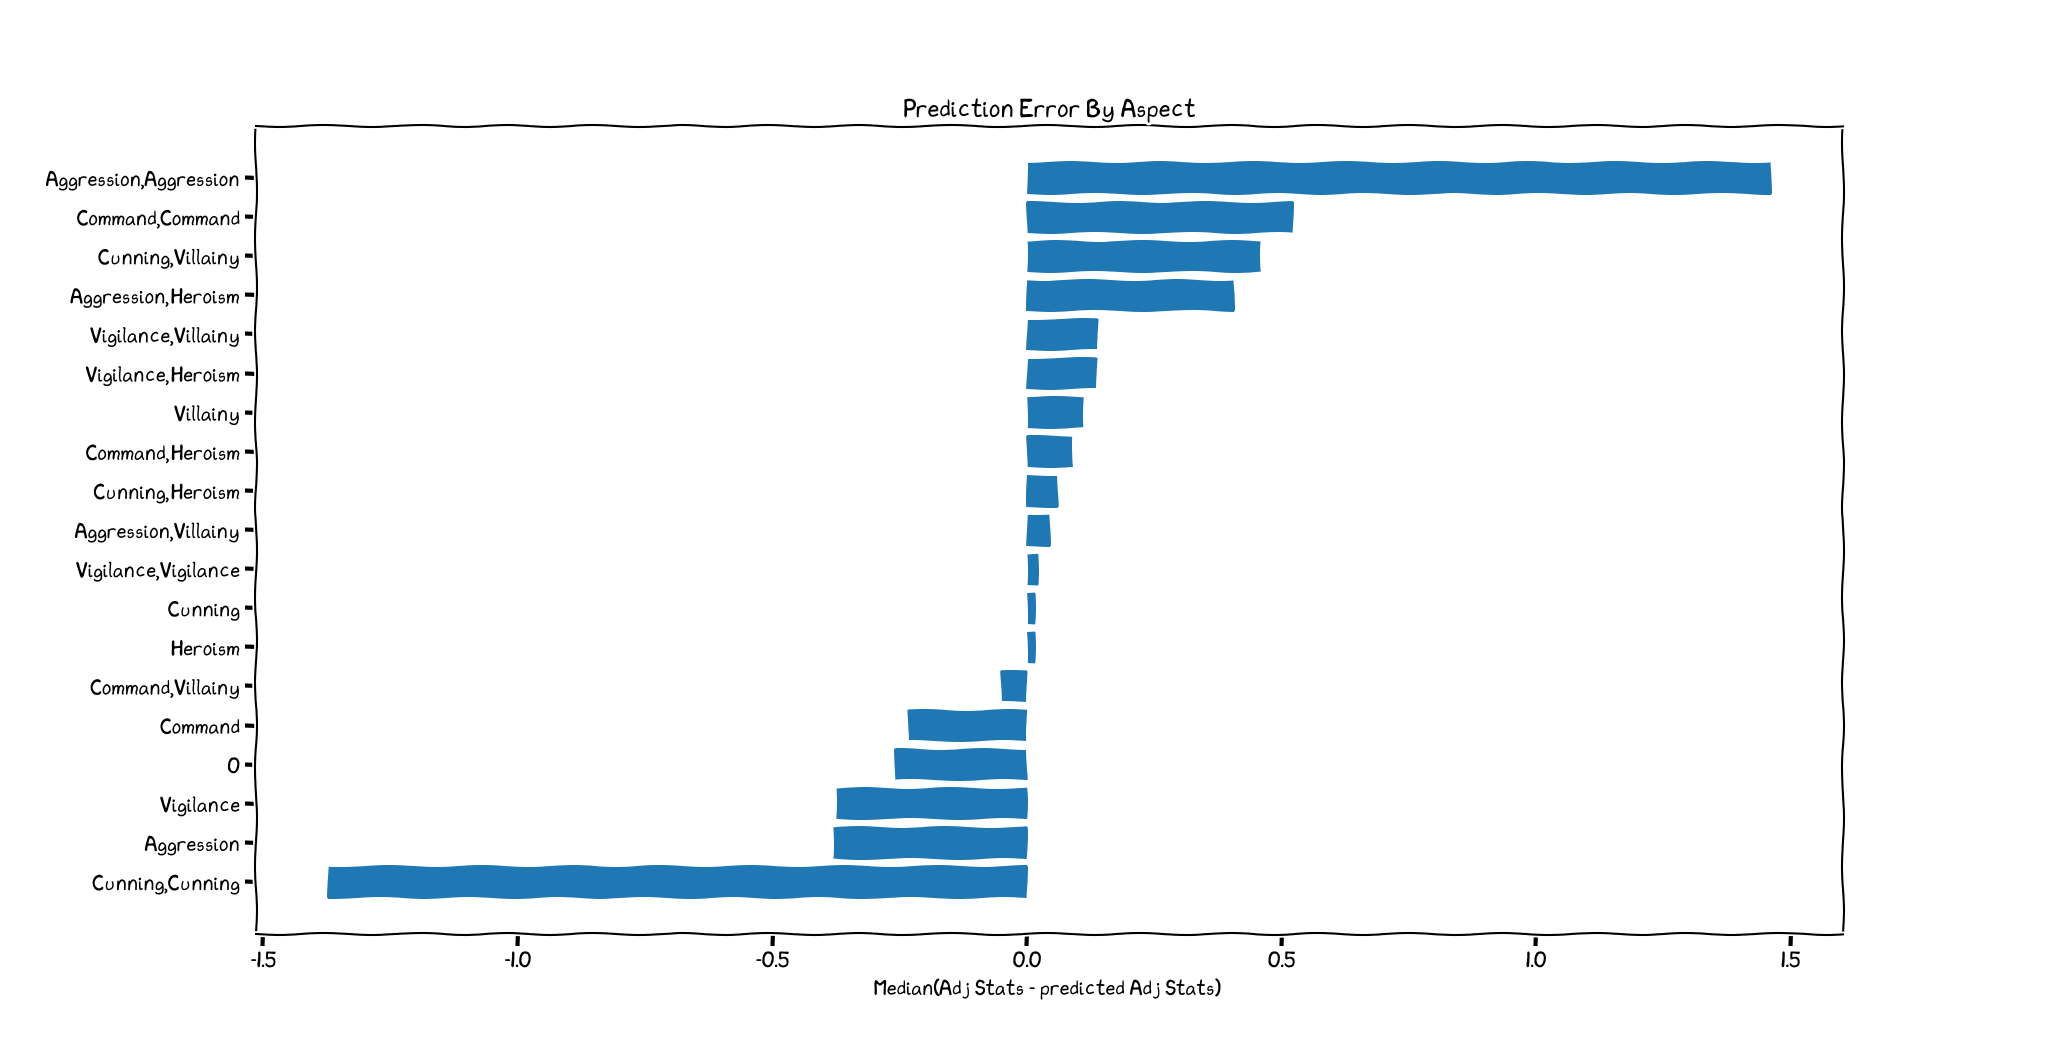 Prediction Error By Aspect
Aggression,Aggression
Command,Command
Cunning,Villainy
Aggression,Heroism
Vigilance,Villainy
Vigilance,Heroism
Villainy
Command,Heroism
Cunning,Heroism
Aggression,Villainy
Vigilance,Vigilance
Cunning
Heroism
Command,Villainy
Command
0
Vigilance
Aggression
Cunning,Cunning
-1.5 -1.0 -0.5 0.0 0.5 1.0 1.5
Median(Adj Stats - predicted Adj Stats)